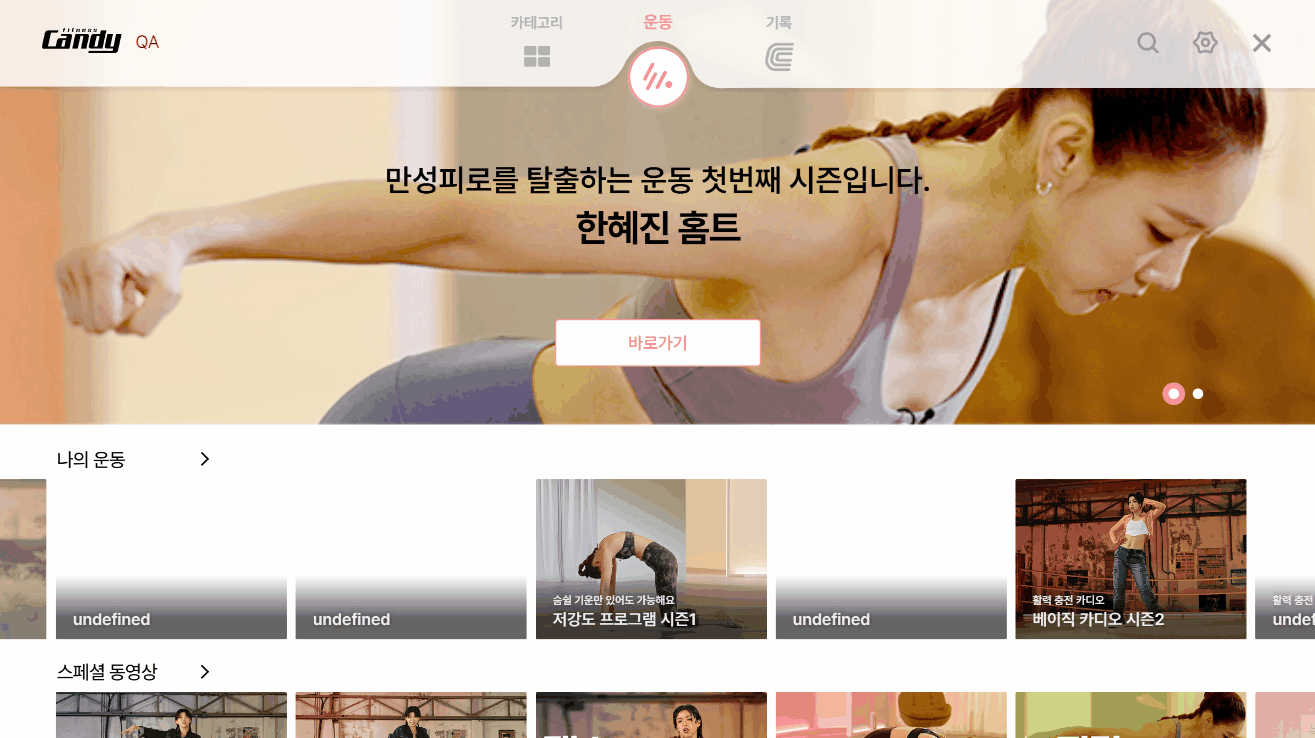 fitness
Candy QA
카테고리
운동
기록
만성피로를 탈출하는 운동 첫번째 시즌입니다.
한혜진 홈트
바로가기
나의 운동
undefined
undefined
숨쉴 기운만 있어도 가능해요
저강도 프로그램 시즌1
undefined
활력 충전 카디오
베이직 카디오 시즌2
활력 충전
undef
스페셜 동영상